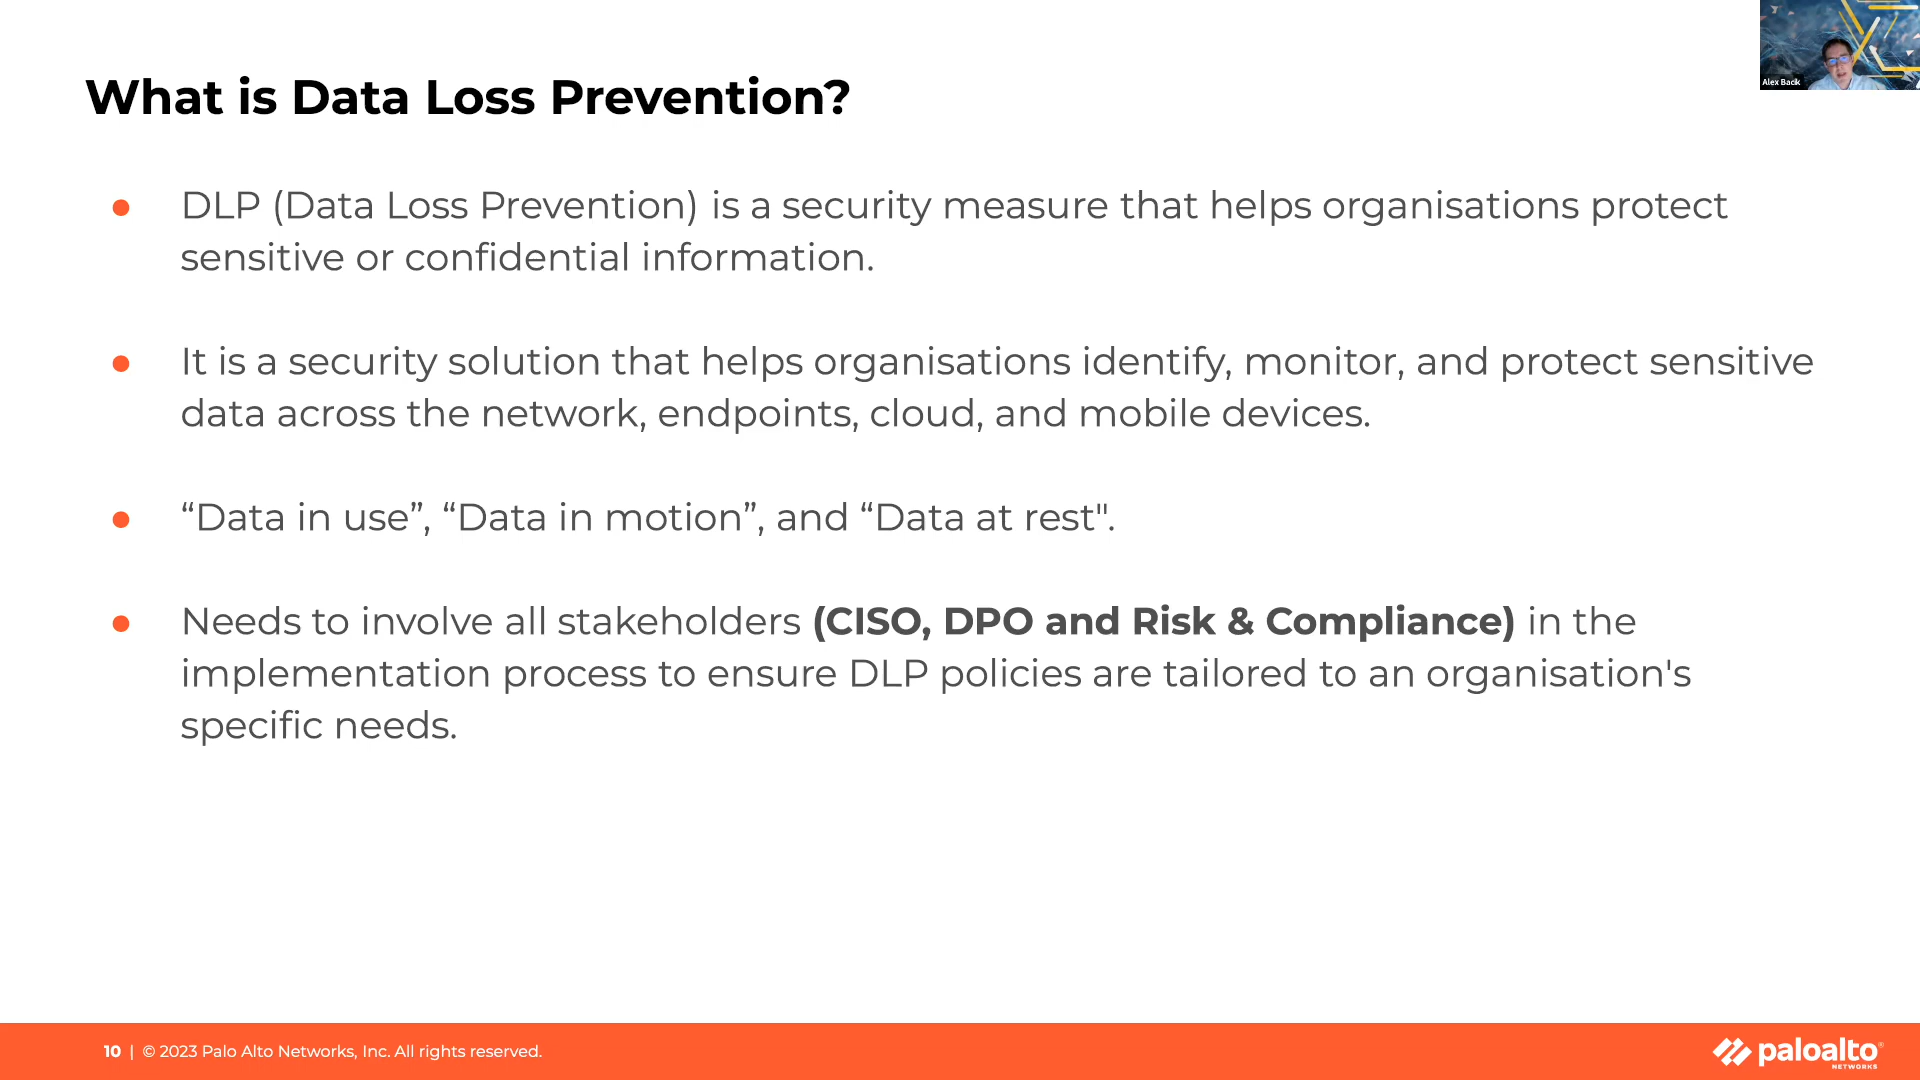 What is Data Loss Prevention?
Alex Back
● DLP (Data Loss Prevention) is a security measure that helps organisations protect
sensitive or confidential information.
● It is a security solution that helps organisations identify, monitor, and protect sensitive
data across the network, endpoints, cloud, and mobile devices.
● “Data in use”, “Data in motion”, and “Data at rest".
● Needs to involve all stakeholders (CISO, DPO and Risk & Compliance) in the
implementation process to ensure DLP policies are tailored to an organisation's
specific needs.
10 | © 2023 Palo Alto Networks, Inc. All rights reserved.
paloalto®
NETWORKS